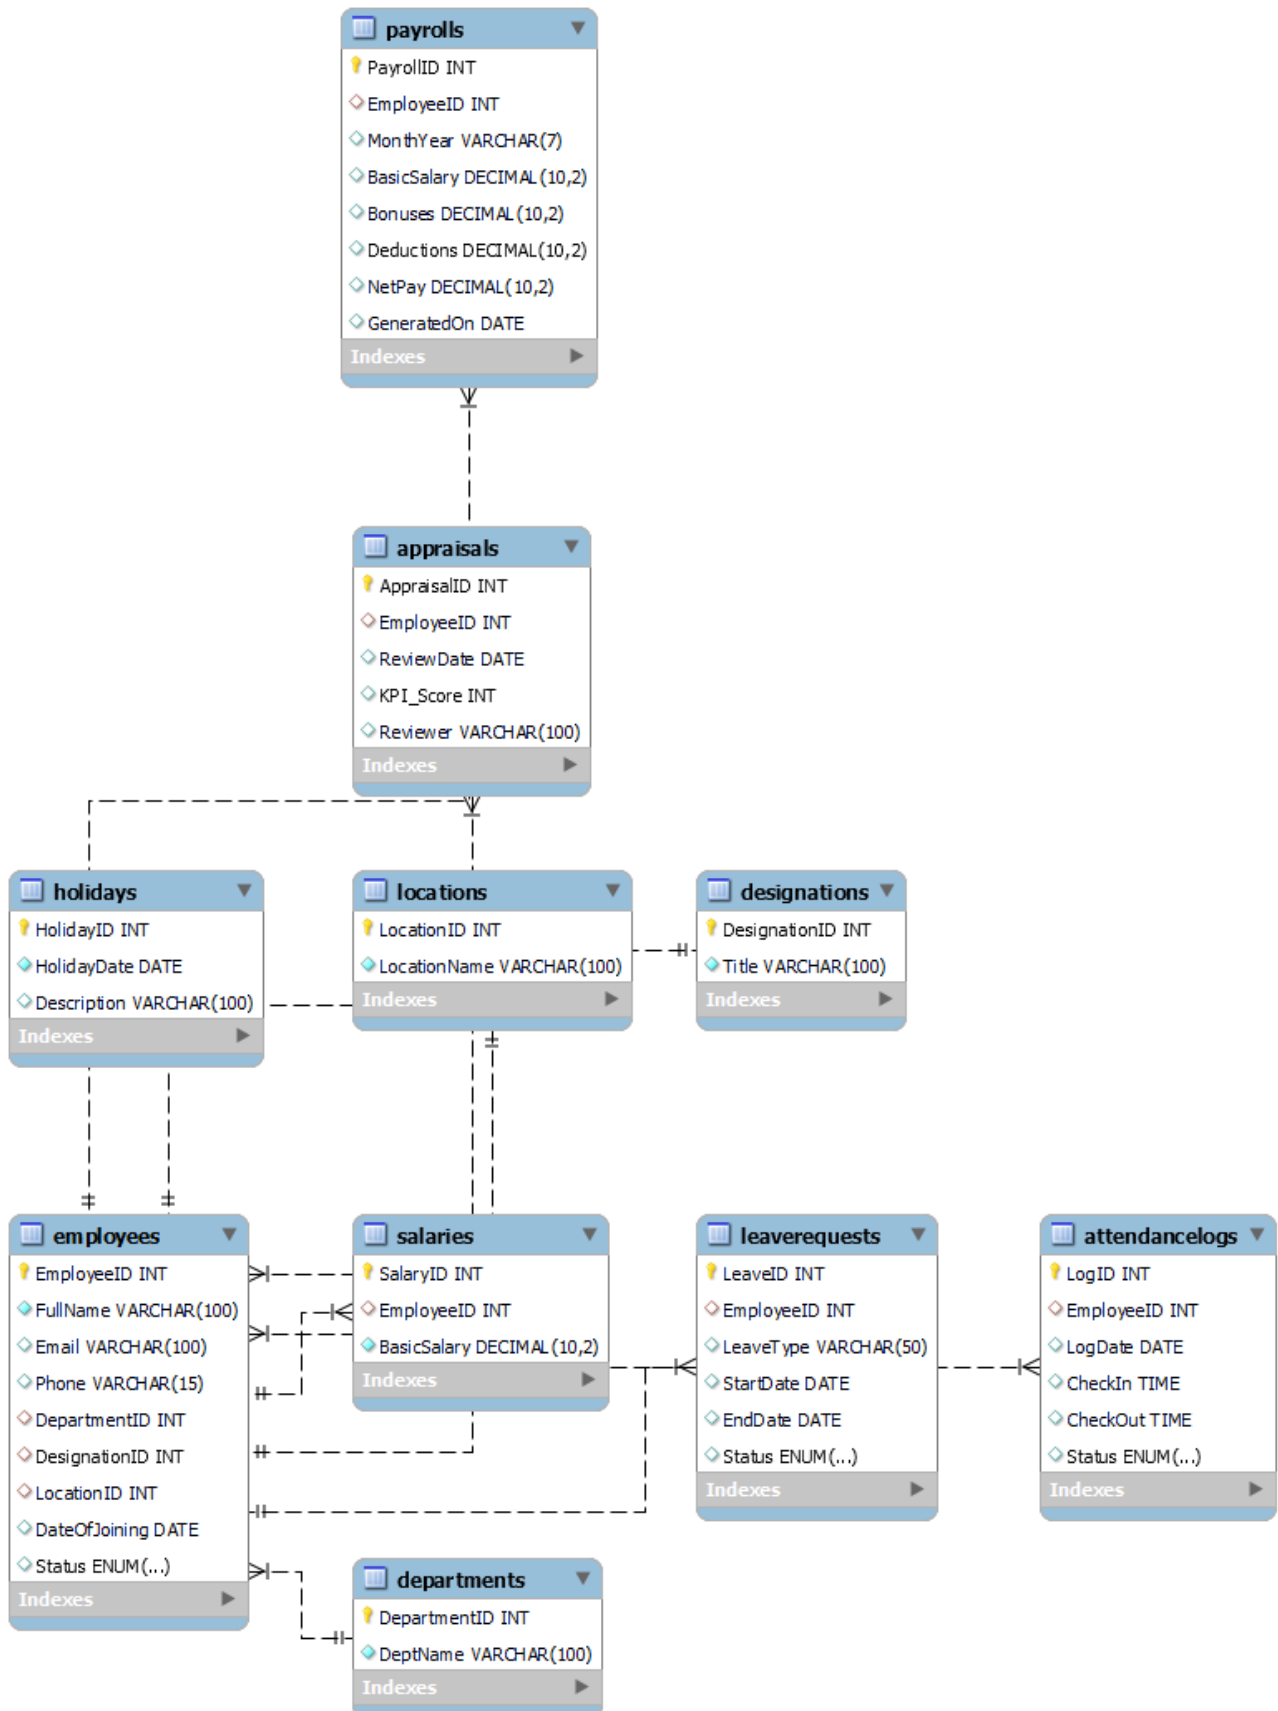 payrolls
PayrollID INT
EmployeeID INT
MonthYear VARCHAR(7)
BasicSalary DECIMAL(10,2)
Bonuses DECIMAL(10,2)
Deductions DECIMAL(10,2)
NetPay DECIMAL(10,2)
GeneratedOn DATE
Indexes
appraisals
AppraisalID INT
EmployeeID INT
ReviewDate DATE
KPI_Score INT
Reviewer VARCHAR(100)
Indexes
holidays
HolidayID INT
HolidayDate DATE
Description VARCHAR(100)
Indexes
locations
LocationID INT
LocationName VARCHAR(100)
Indexes
designations
DesignationID INT
Title VARCHAR(100)
Indexes
employees
EmployeeID INT
FullName VARCHAR(100)
Email VARCHAR(100)
Phone VARCHAR(15)
DepartmentID INT
DesignationID INT
LocationID INT
DateOfJoining DATE
Status ENUM(...)
Indexes
salaries
SalaryID INT
EmployeeID INT
BasicSalary DECIMAL(10,2)
Indexes
leaverequests
LeaveID INT
EmployeeID INT
LeaveType VARCHAR(50)
StartDate DATE
EndDate DATE
Status ENUM(...)
Indexes
attendancelogs
LogID INT
EmployeeID INT
LogDate DATE
CheckIn TIME
CheckOut TIME
Status ENUM(...)
Indexes
departments
DepartmentID INT
DeptName VARCHAR(100)
Indexes